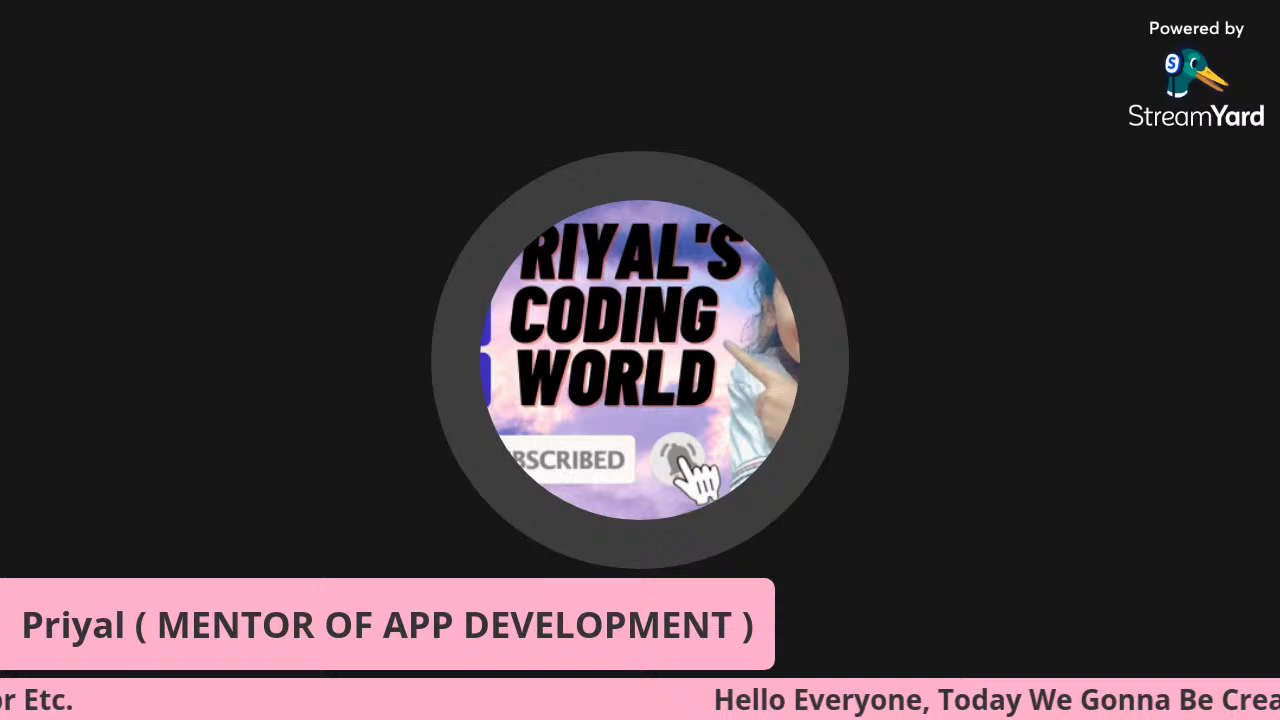 Powered by
StreamYard
RIYAL'S
CODING
WORLD
BSCRIBED
Priyal ( MENTOR OF APP DEVELOPMENT )
or Etc. Hello Everyone, Today We Gonna Be Crea